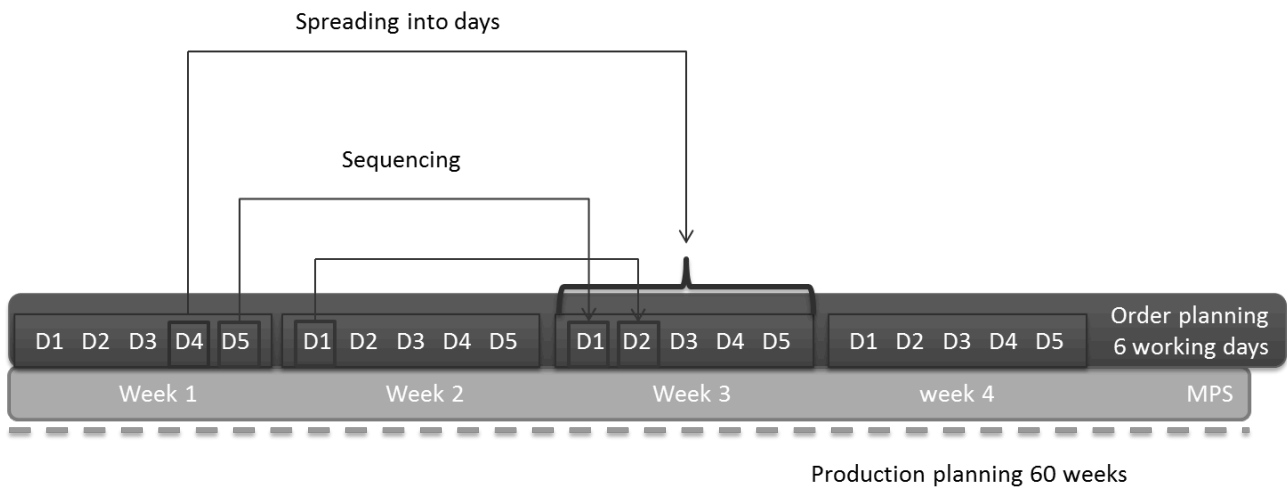 Spreading into days
Sequencing
D1 D2 D3 D4 D5 D1 D2 D3 D4 D5 D1 D2 D3 D4 D5 D1 D2 D3 D4 D5
Order planning
6 working days
Week 1 Week 2 Week 3 week 4 MPS
Production planning 60 weeks